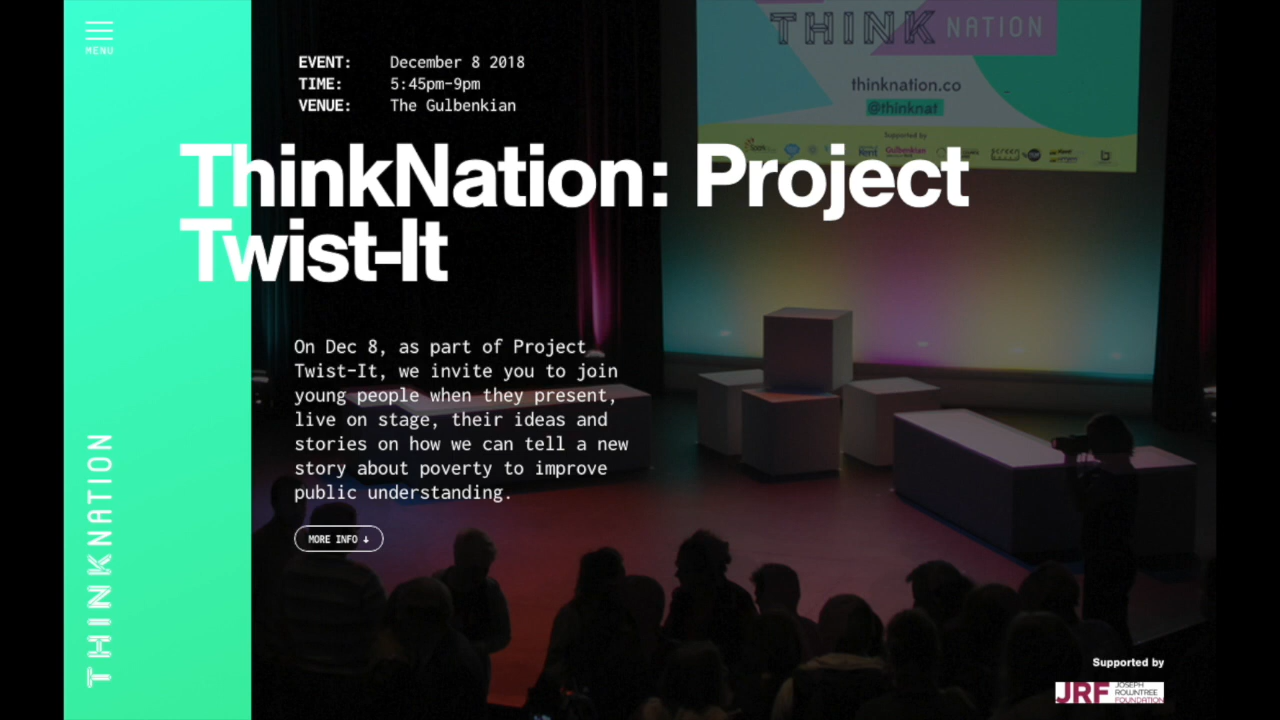 MENU
EVENT: December 8 2018
TIME: 5:45pm-9pm
VENUE: The Gulbenkian
ThinkNation: Project
Twist-It
On Dec 8, as part of Project
Twist-It, we invite you to join
young people when they present,
live on stage, their ideas and
stories on how we can tell a new
story about poverty to improve
public understanding.
MORE INFO ↓
THINKNATION
THINK NATION
thinknation.co
@thinknat
Supported by
Kent
Gulbenkian
Supported by
JRF JOSEPH
ROWNTREE
FOUNDATION